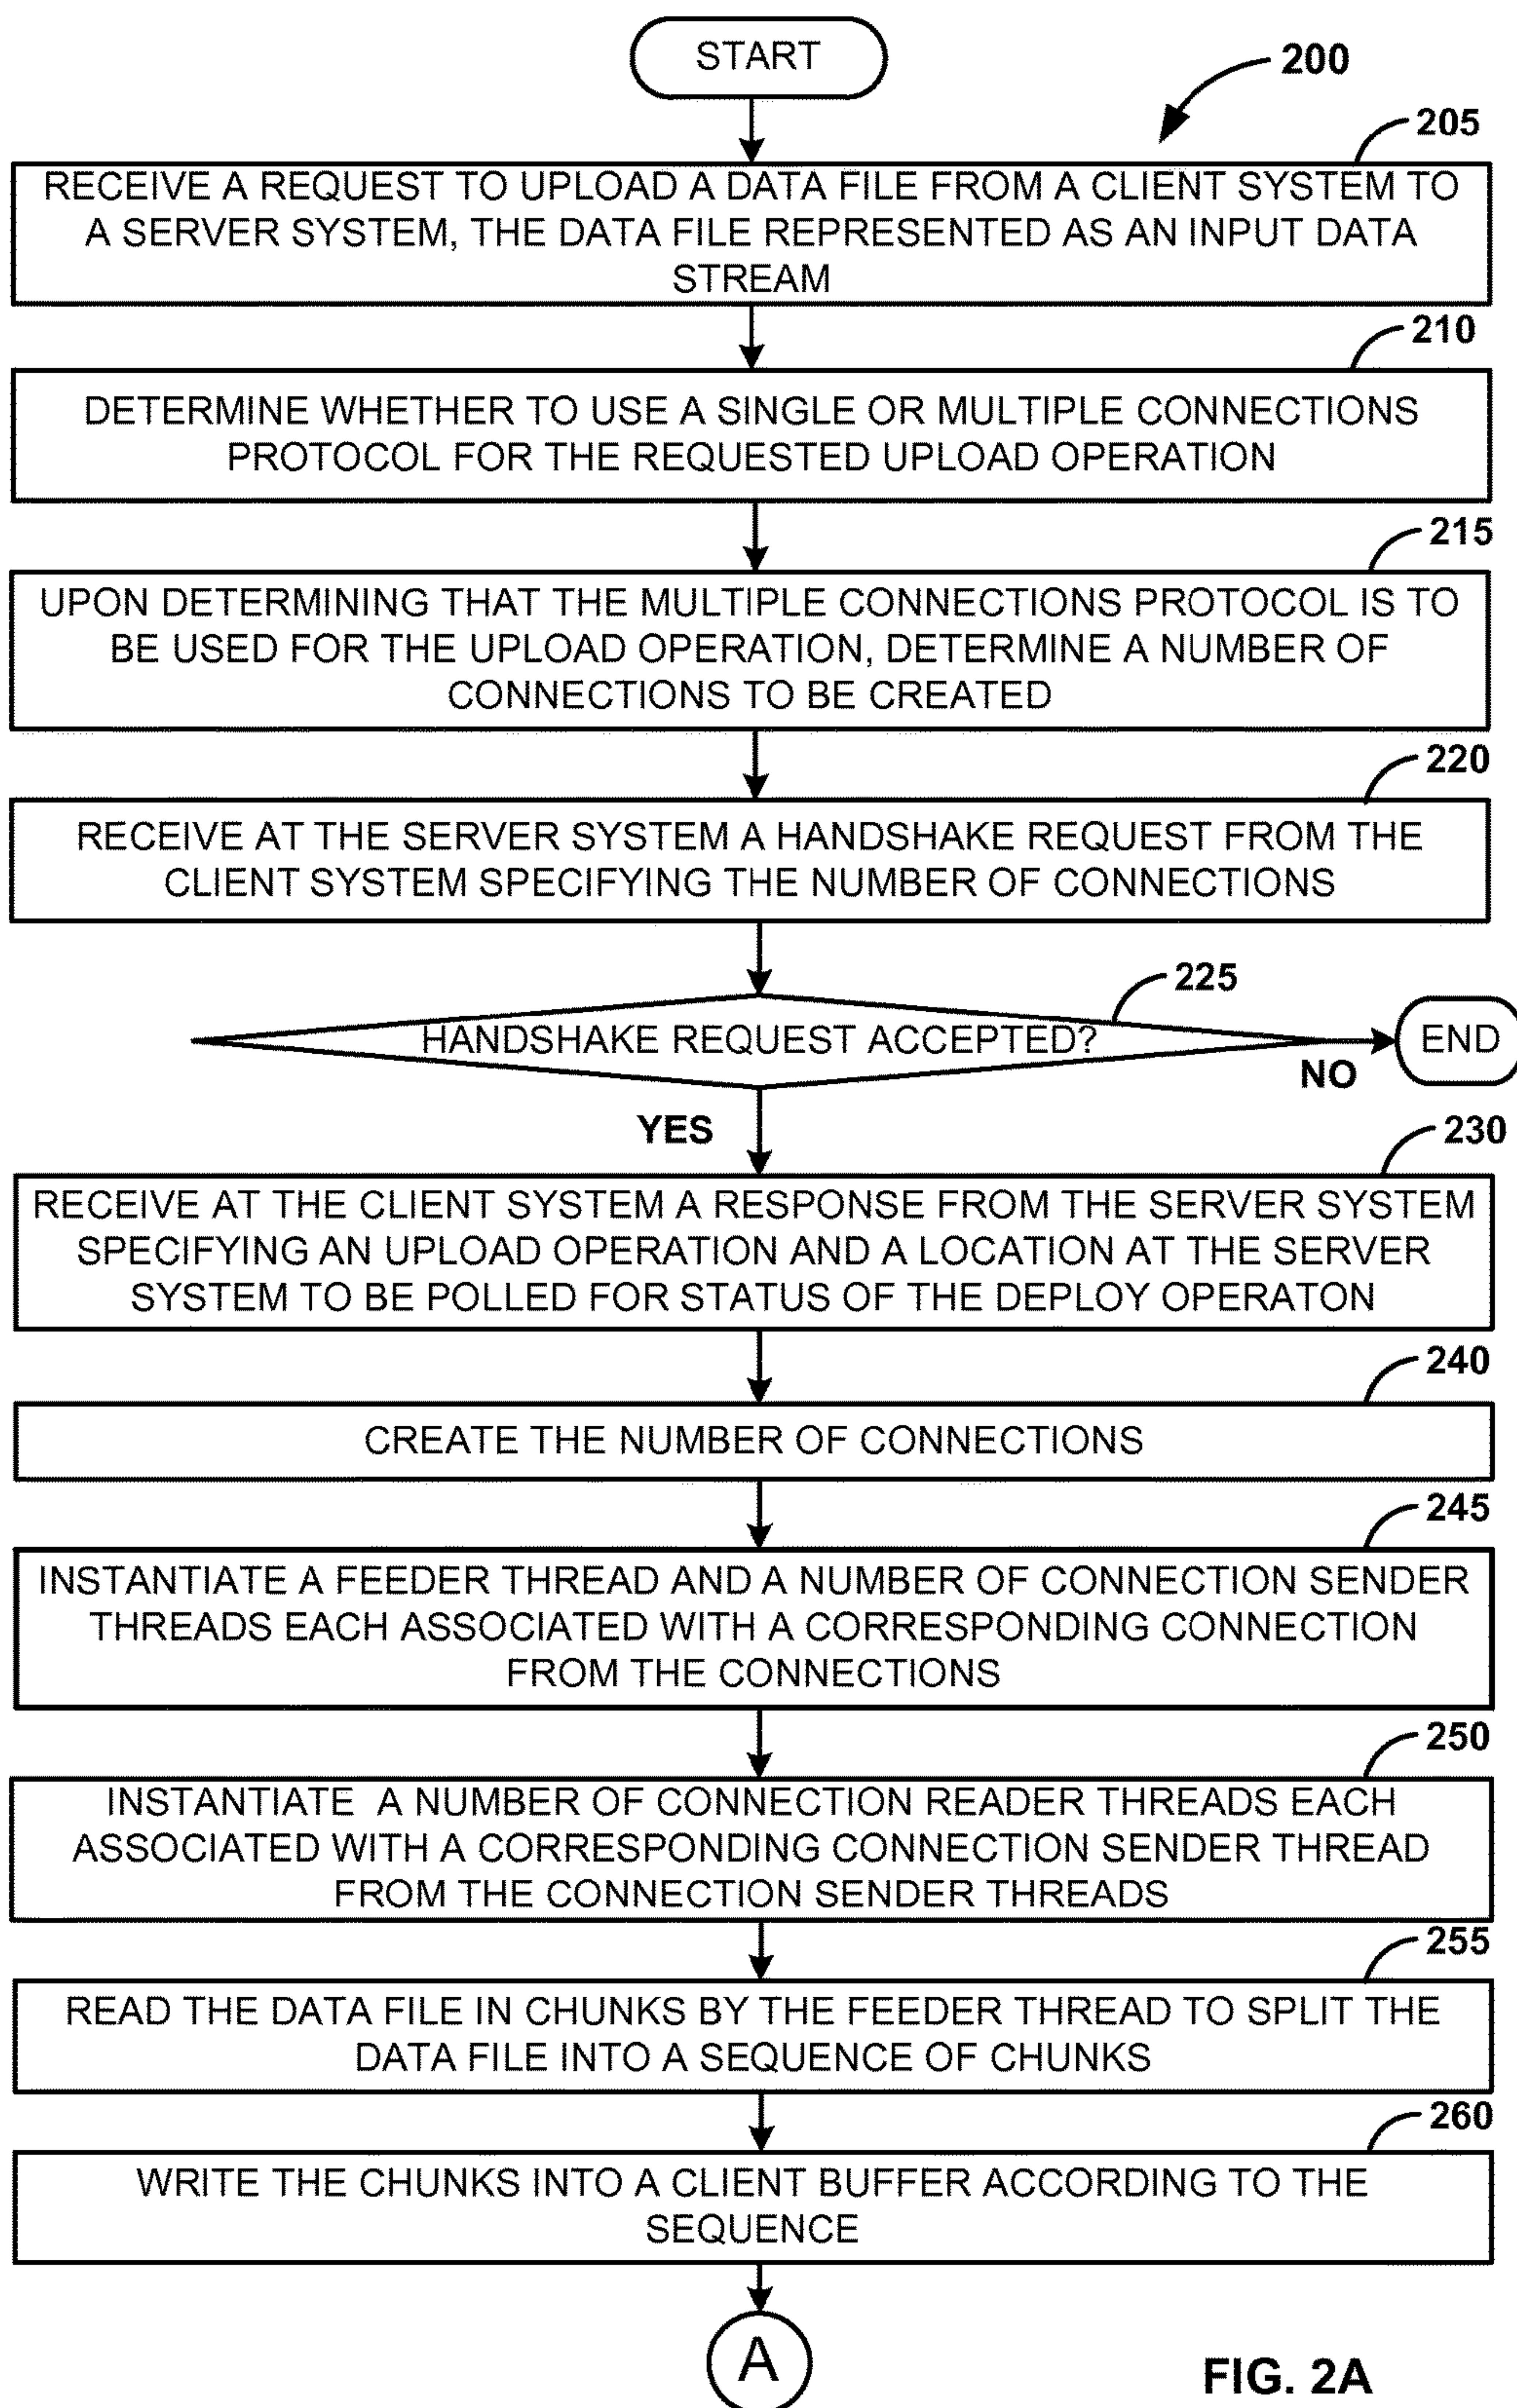 START
200
205
RECEIVE A REQUEST TO UPLOAD A DATA FILE FROM A CLIENT SYSTEM TO
A SERVER SYSTEM, THE DATA FILE REPRESENTED AS AN INPUT DATA
STREAM
210
DETERMINE WHETHER TO USE A SINGLE OR MULTIPLE CONNECTIONS
PROTOCOL FOR THE REQUESTED UPLOAD OPERATION
215
UPON DETERMINING THAT THE MULTIPLE CONNECTIONS PROTOCOL IS TO
BE USED FOR THE UPLOAD OPERATION, DETERMINE A NUMBER OF
CONNECTIONS TO BE CREATED
220
RECEIVE AT THE SERVER SYSTEM A HANDSHAKE REQUEST FROM THE
CLIENT SYSTEM SPECIFYING THE NUMBER OF CONNECTIONS
225
HANDSHAKE REQUEST ACCEPTED?
END
NO
YES
230
RECEIVE AT THE CLIENT SYSTEM A RESPONSE FROM THE SERVER SYSTEM
SPECIFYING AN UPLOAD OPERATION AND A LOCATION AT THE SERVER
SYSTEM TO BE POLLED FOR STATUS OF THE DEPLOY OPERATON
240
CREATE THE NUMBER OF CONNECTIONS
245
INSTANTIATE A FEEDER THREAD AND A NUMBER OF CONNECTION SENDER
THREADS EACH ASSOCIATED WITH A CORRESPONDING CONNECTION
FROM THE CONNECTIONS
250
INSTANTIATE A NUMBER OF CONNECTION READER THREADS EACH
ASSOCIATED WITH A CORRESPONDING CONNECTION SENDER THREAD
FROM THE CONNECTION SENDER THREADS
255
READ THE DATA FILE IN CHUNKS BY THE FEEDER THREAD TO SPLIT THE
DATA FILE INTO A SEQUENCE OF CHUNKS
260
WRITE THE CHUNKS INTO A CLIENT BUFFER ACCORDING TO THE
SEQUENCE
A
FIG. 2A